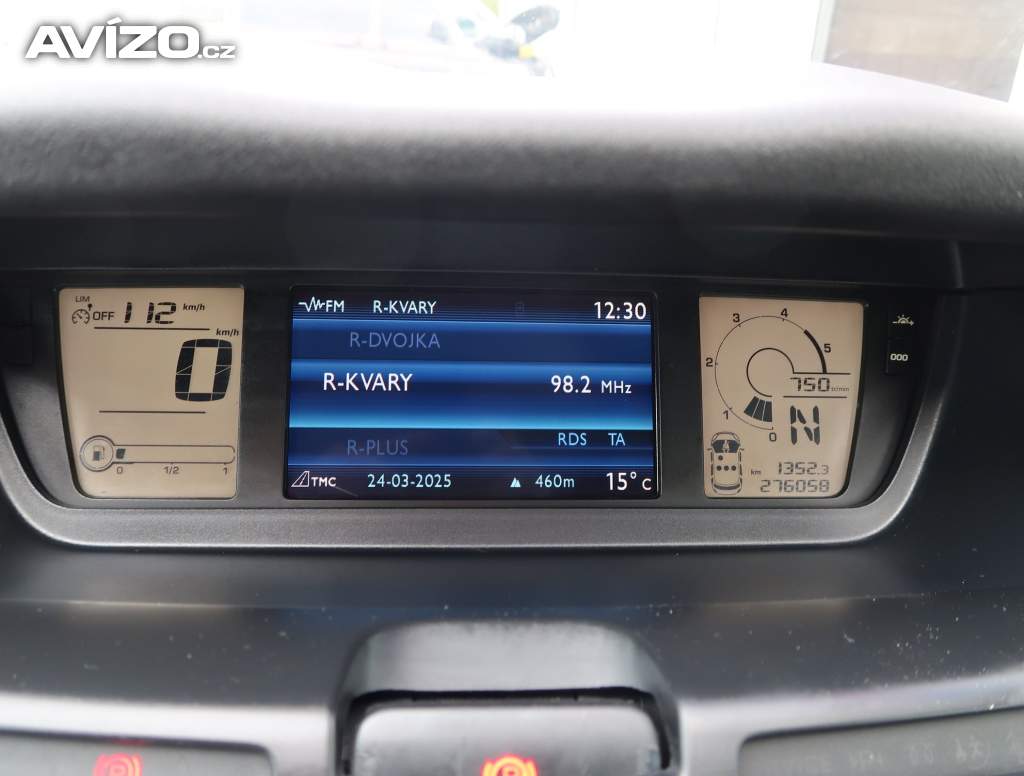 AVÍZO.cz
LIM
OFF 112 km/h
km/h
0
0 1/2 1
FM R-KVARY 12:30
R-DVOJKA
R-KVARY 98.2 MHz
RDS TA
R-PLUS
TMC 24-03-2025 460m 15° C
0 1 2 3 4 5
750 tr/min
N
km 1352.3
276058
000
P
P